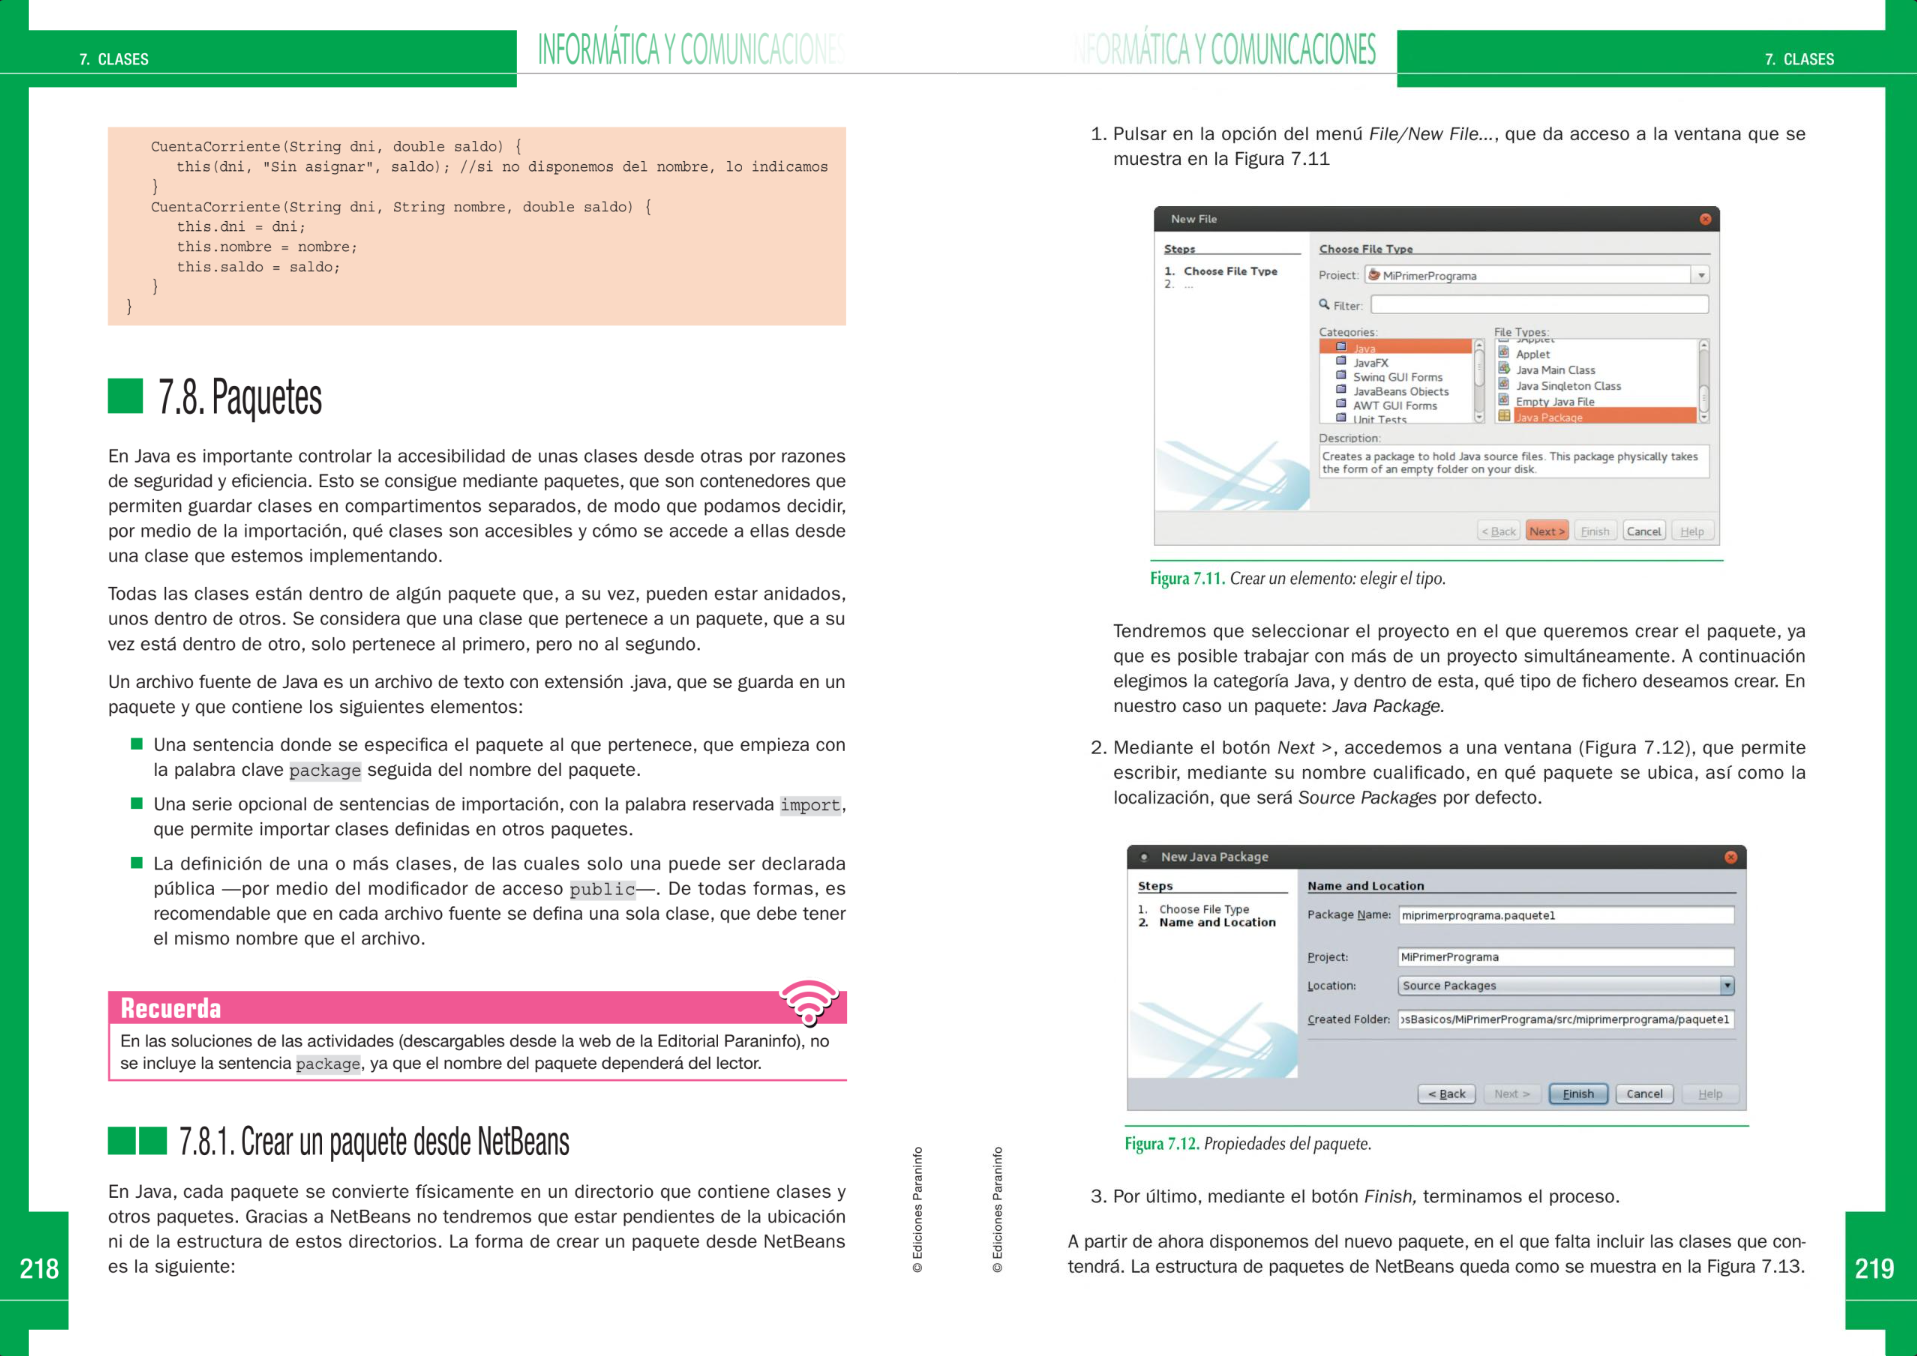 7. CLASES
INFORMÁTICA Y COMUNICACIONES
CuentaCorriente(String dni, double saldo) {
this(dni, "Sin asignar", saldo); //si no disponemos del nombre, lo indicamos
}
CuentaCorriente(String dni, String nombre, double saldo) {
this.dni = dni;
this.nombre = nombre;
this.saldo = saldo;
}
}
7.8. Paquetes
En Java es importante controlar la accesibilidad de unas clases desde otras por razones
de seguridad y eficiencia. Esto se consigue mediante paquetes, que son contenedores que
permiten guardar clases en compartimentos separados, de modo que podamos decidir,
por medio de la importación, qué clases son accesibles y cómo se accede a ellas desde
una clase que estemos implementando.
Todas las clases están dentro de algún paquete que, a su vez, pueden estar anidados,
unos dentro de otros. Se considera que una clase que pertenece a un paquete, que a su
vez está dentro de otro, solo pertenece al primero, pero no al segundo.
Un archivo fuente de Java es un archivo de texto con extensión .java, que se guarda en un
paquete y que contiene los siguientes elementos:
Una sentencia donde se especifica el paquete al que pertenece, que empieza con
la palabra clave package seguida del nombre del paquete.
Una serie opcional de sentencias de importación, con la palabra reservada import,
que permite importar clases definidas en otros paquetes.
La definición de una o más clases, de las cuales solo una puede ser declarada
pública —por medio del modificador de acceso public—. De todas formas, es
recomendable que en cada archivo fuente se defina una sola clase, que debe tener
el mismo nombre que el archivo.
Recuerda
En las soluciones de las actividades (descargables desde la web de la Editorial Paraninfo), no
se incluye la sentencia package, ya que el nombre del paquete dependerá del lector.
7.8.1. Crear un paquete desde NetBeans
En Java, cada paquete se convierte físicamente en un directorio que contiene clases y
otros paquetes. Gracias a NetBeans no tendremos que estar pendientes de la ubicación
ni de la estructura de estos directorios. La forma de crear un paquete desde NetBeans
es la siguiente:
218
© Ediciones Paraninfo
INFORMÁTICA Y COMUNICACIONES
7. CLASES
1. Pulsar en la opción del menú File/New File..., que da acceso a la ventana que se
muestra en la Figura 7.11
New File
Steps
1. Choose File Type
2. ...
Choose File Type
Project: MiPrimerPrograma
Filter:
Categories:
Java
JavaFX
Swing GUI Forms
JavaBeans Objects
AWT GUI Forms
Unit Tests
File Types:
JApplet
Applet
Java Main Class
Java Singleton Class
Empty Java File
Java Package
Description:
Creates a package to hold Java source files. This package physically takes
the form of an empty folder on your disk.
< Back Next > Finish Cancel Help
Figura 7.11. Crear un elemento: elegir el tipo.
Tendremos que seleccionar el proyecto en el que queremos crear el paquete, ya
que es posible trabajar con más de un proyecto simultáneamente. A continuación
elegimos la categoría Java, y dentro de esta, qué tipo de fichero deseamos crear. En
nuestro caso un paquete: Java Package.
2. Mediante el botón Next >, accedemos a una ventana (Figura 7.12), que permite
escribir, mediante su nombre cualificado, en qué paquete se ubica, así como la
localización, que será Source Packages por defecto.
New Java Package
Steps
1. Choose File Type
2. Name and Location
Name and Location
Package Name: miprimerprograma.paquete1
Project: MiPrimerPrograma
Location: Source Packages
Created Folder: osBasicos/MiPrimerPrograma/src/miprimerprograma/paquete1
< Back Next > Finish Cancel Help
Figura 7.12. Propiedades del paquete.
3. Por último, mediante el botón Finish, terminamos el proceso.
A partir de ahora disponemos del nuevo paquete, en el que falta incluir las clases que con-
tendrá. La estructura de paquetes de NetBeans queda como se muestra en la Figura 7.13.
© Ediciones Paraninfo
219